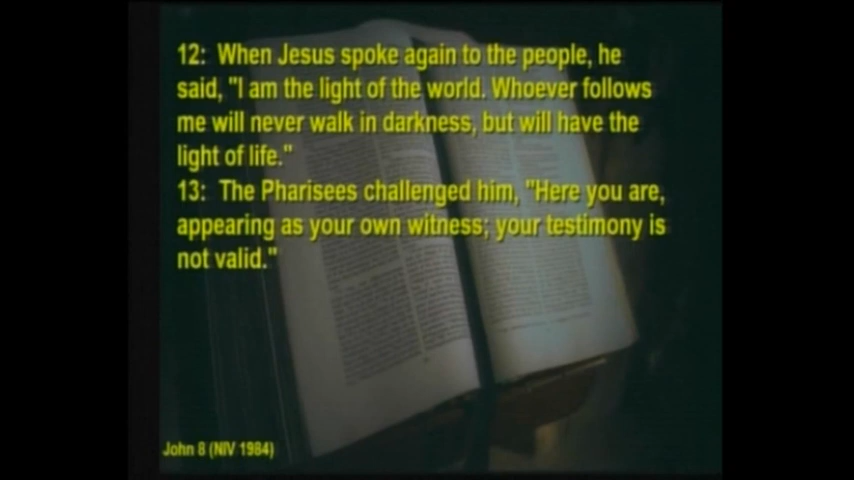 12:  When Jesus spoke again to the people, he
said, "I am the light of the world. Whoever follows
me will never walk in darkness, but will have the
light of life."
13:  The Pharisees challenged him, "Here you are,
appearing as your own witness; your testimony is
not valid."
John 8 (NIV 1984)